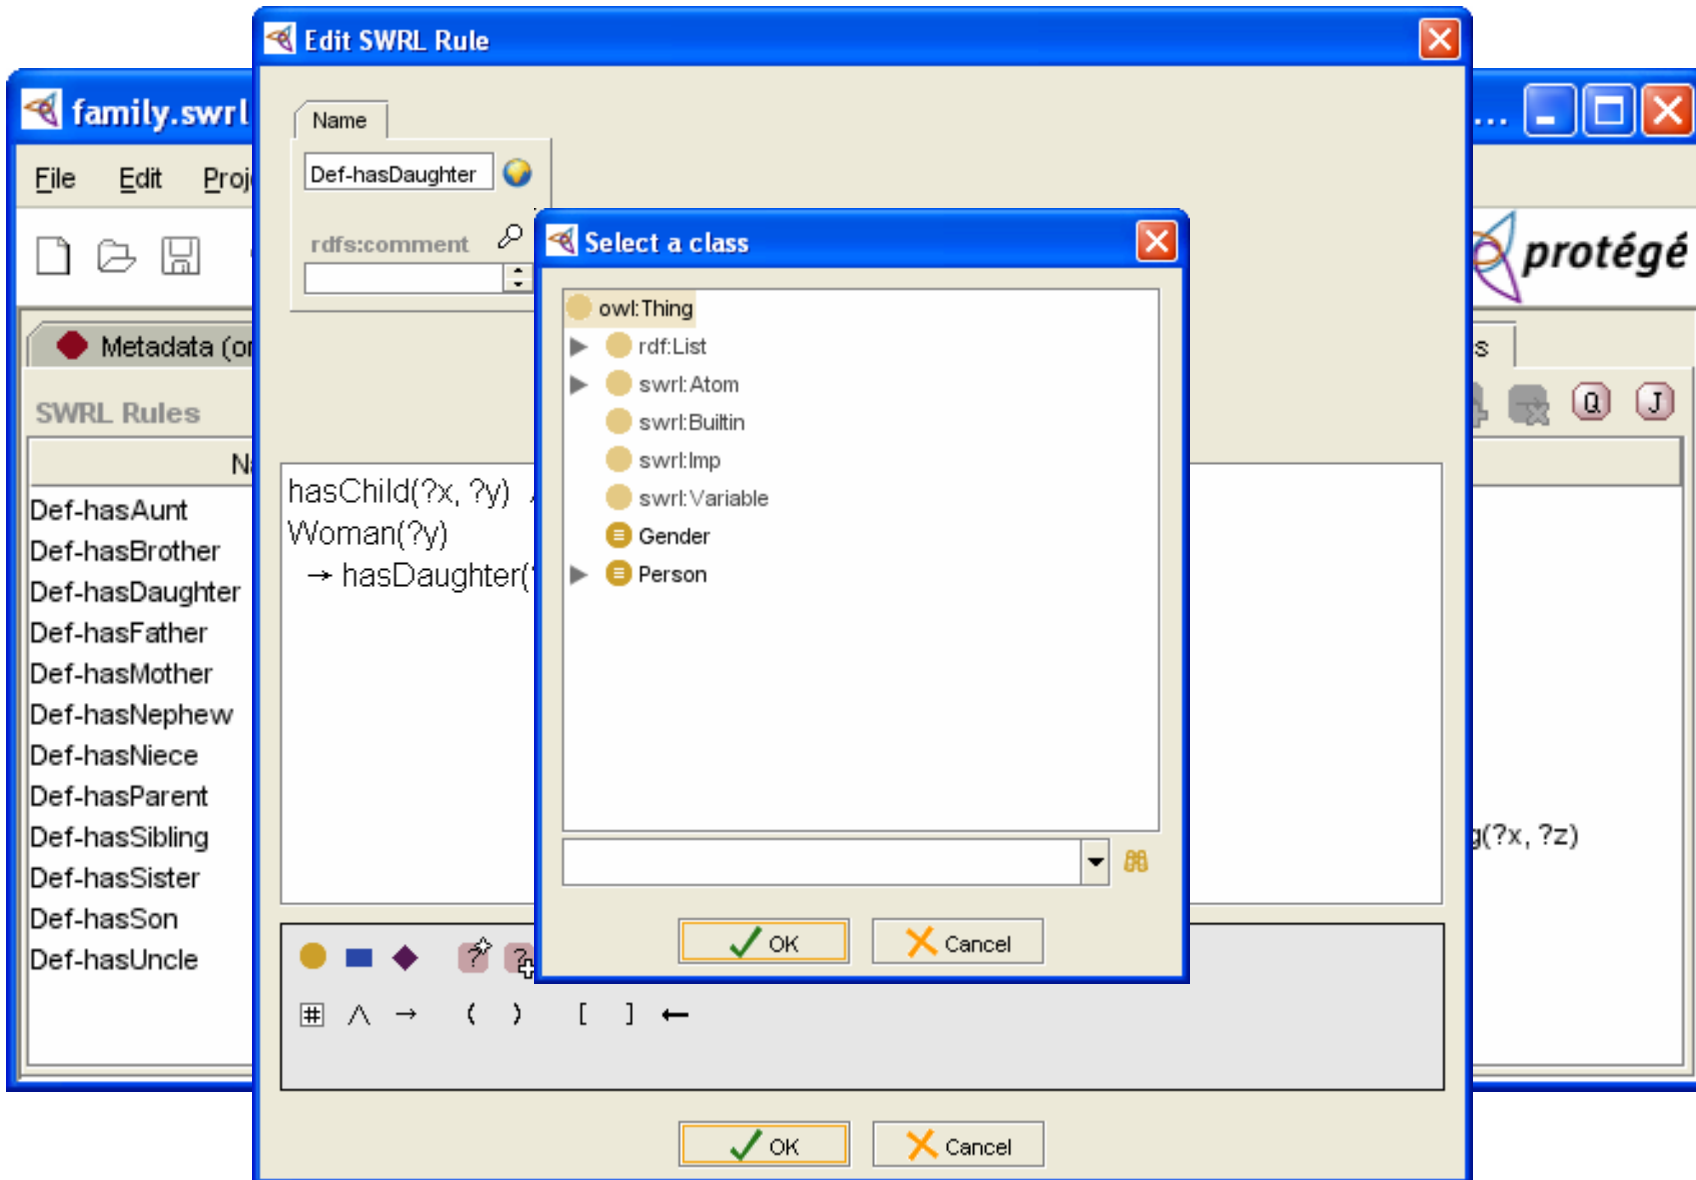 Edit SWRL Rule
family.swrl
...
Name
File Edit Proj
Def-hasDaughter
rdfs:comment
Select a class
protégé
owl:Thing
Metadata (or
rdf:List
s
swrl:Atom
SWRL Rules
Q J
swrl:Builtin
swrl:Imp
Na
hasChild(?x, ?y)
swrl:Variable
Woman(?y)
Gender
→ hasDaughter(
Person
Def-hasAunt
Def-hasBrother
Def-hasDaughter
Def-hasFather
Def-hasMother
Def-hasNephew
Def-hasNiece
Def-hasParent
Def-hasSibling
g(?x, ?z)
Def-hasSister
Def-hasSon
Def-hasUncle
OK Cancel
? ?
# ∧ → ( ) [ ] ←
OK Cancel